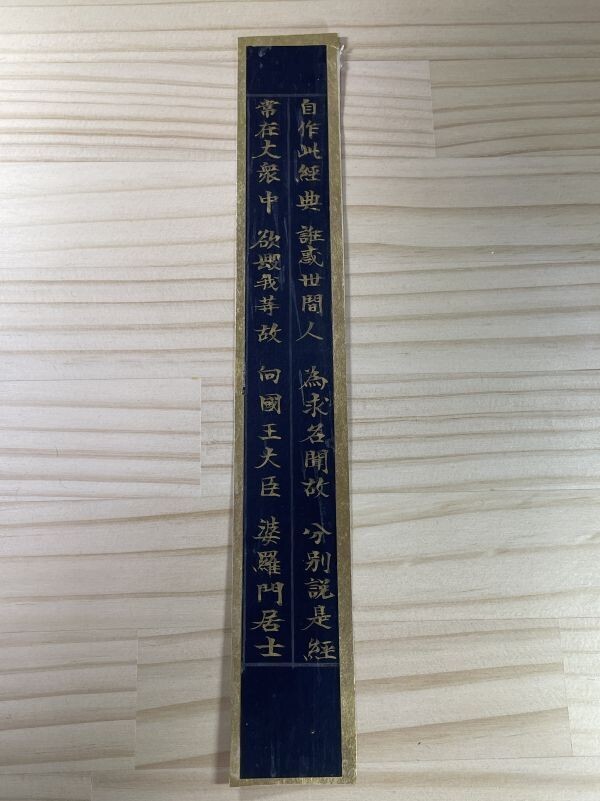 自作此經典 誑惑世間人 為求名聞故 分別説是經
常在大衆中 欲毀我等故 向國王大臣 婆羅門居士